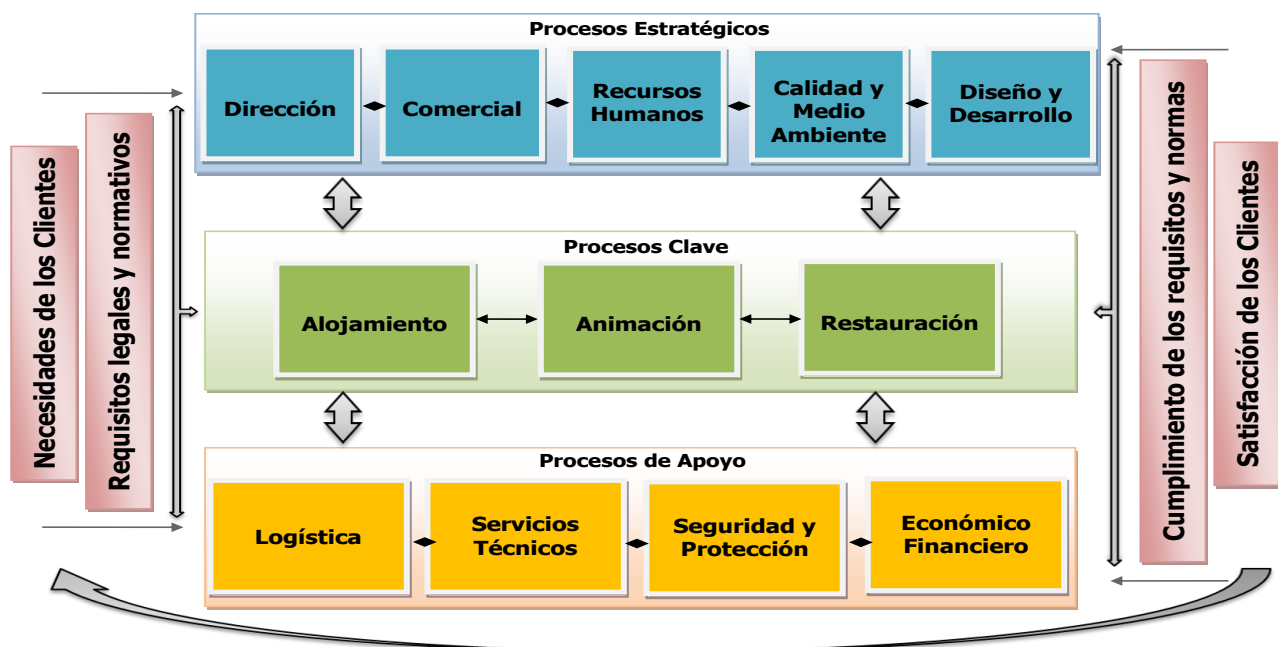 Procesos Estratégicos
Dirección
Comercial
Recursos
Humanos
Calidad y
Medio
Ambiente
Diseño y
Desarrollo
Necesidades de los Clientes
Requisitos legales y normativos
Procesos Clave
Alojamiento
Animación
Restauración
Cumplimiento de los requisitos y normas
Satisfacción de los Clientes
Procesos de Apoyo
Logística
Servicios
Técnicos
Seguridad y
Protección
Económico
Financiero